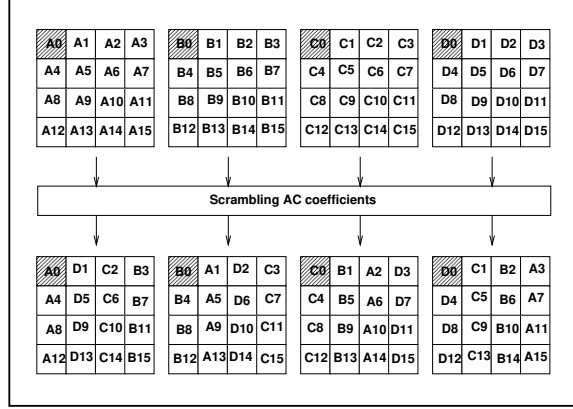 A0 A1 A2 A3 B0 B1 B2 B3 C0 C1 C2 C3 D0 D1 D2 D3
A4 A5 A6 A7 B4 B5 B6 B7 C4 C5 C6 C7 D4 D5 D6 D7
A8 A9 A10 A11 B8 B9 B10 B11 C8 C9 C10 C11 D8 D9 D10 D11
A12 A13 A14 A15 B12 B13 B14 B15 C12 C13 C14 C15 D12 D13 D14 D15
Scrambling AC coefficients
A0 D1 C2 B3 B0 A1 D2 C3 C0 B1 A2 D3 D0 C1 B2 A3
A4 D5 C6 B7 B4 A5 D6 C7 C4 B5 A6 D7 D4 C5 B6 A7
A8 D9 C10 B11 B8 A9 D10 C11 C8 B9 A10 D11 D8 C9 B10 A11
A12 D13 C14 B15 B12 A13 D14 C15 C12 B13 A14 D15 D12 C13 B14 A15